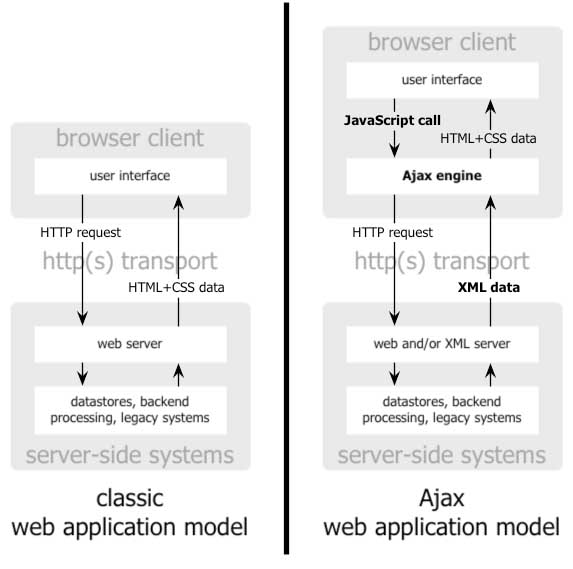 browser client
user interface
HTTP request
http(s) transport
HTML+CSS data
web server
datastores, backend
processing, legacy systems
server-side systems
classic
web application model
browser client
user interface
JavaScript call
HTML+CSS data
Ajax engine
HTTP request
http(s) transport
XML data
web and/or XML server
datastores, backend
processing, legacy systems
server-side systems
Ajax
web application model